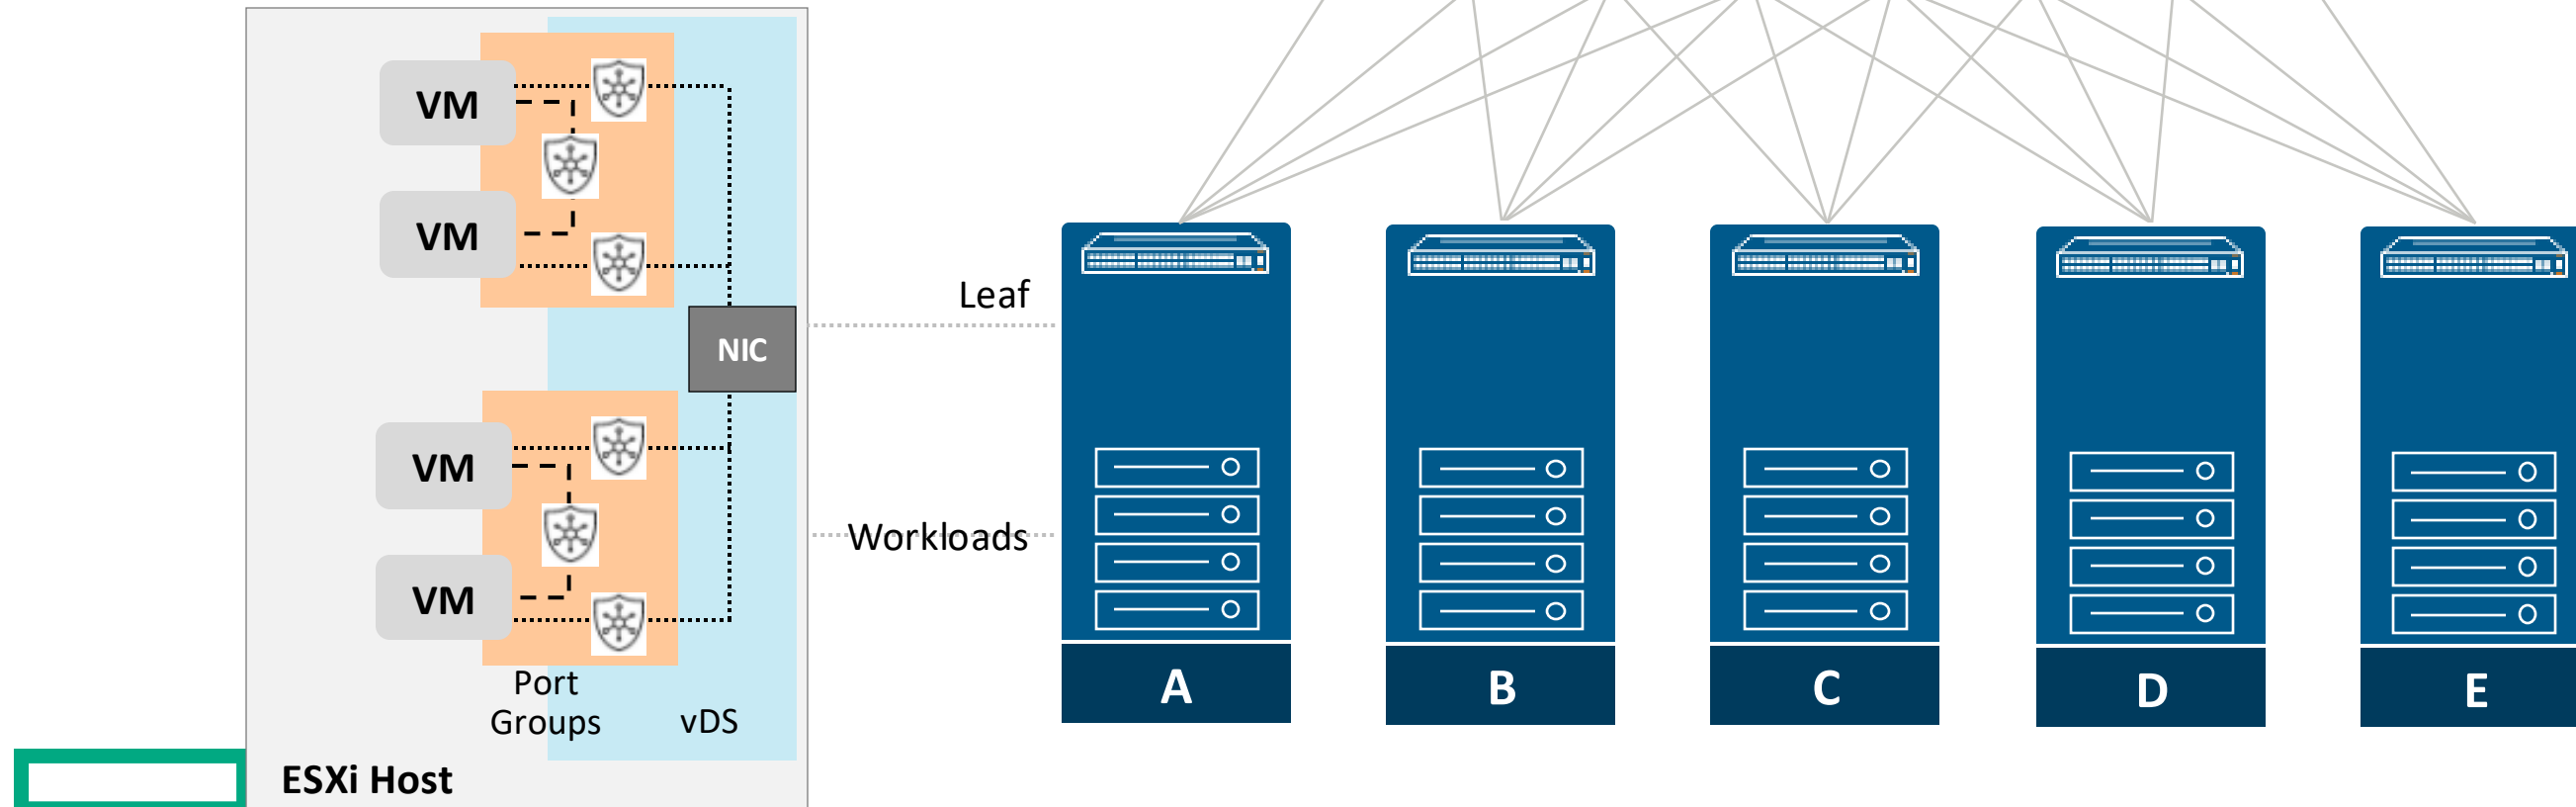 VM
VM
NIC
VM
VM
Port
Groups
vDS
ESXi Host
Leaf
Workloads
A
B
C
D
E